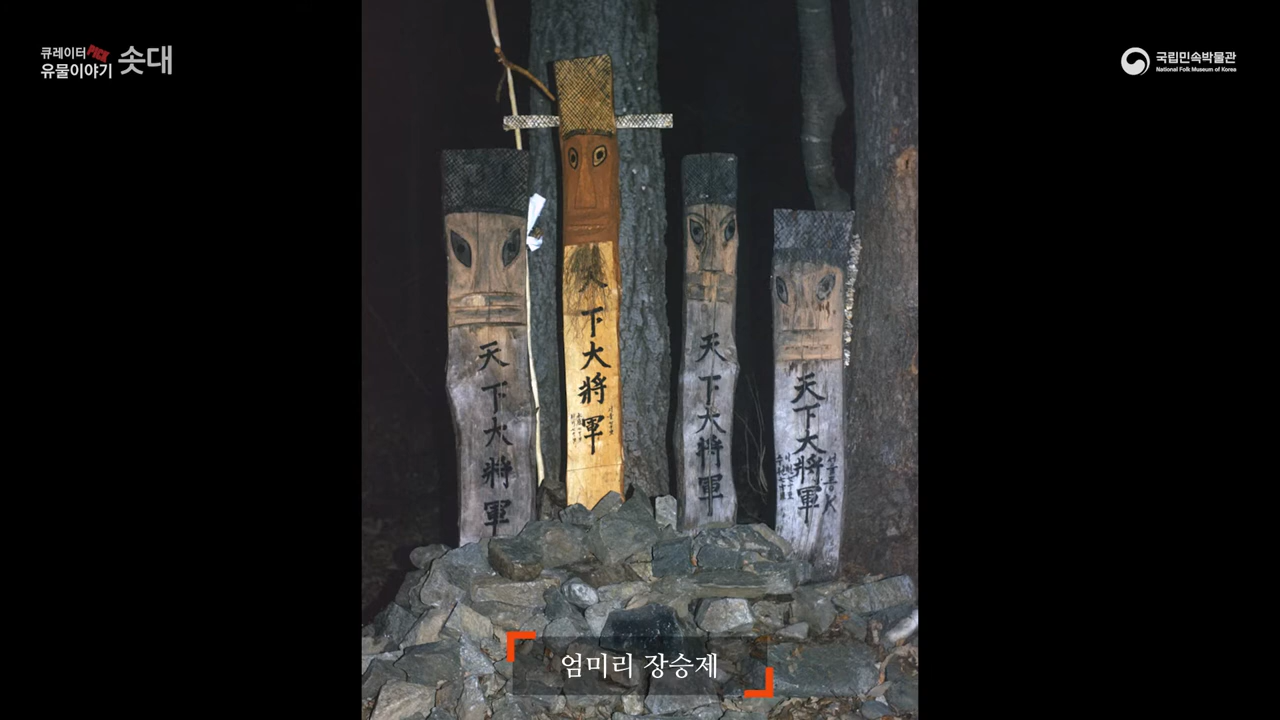 큐레이터 PICK
유물이야기 솟대
국립민속박물관
National Folk Museum of Korea
天下大將軍
天下大將軍
天下大將軍
天下大將軍
엄미리 장승제